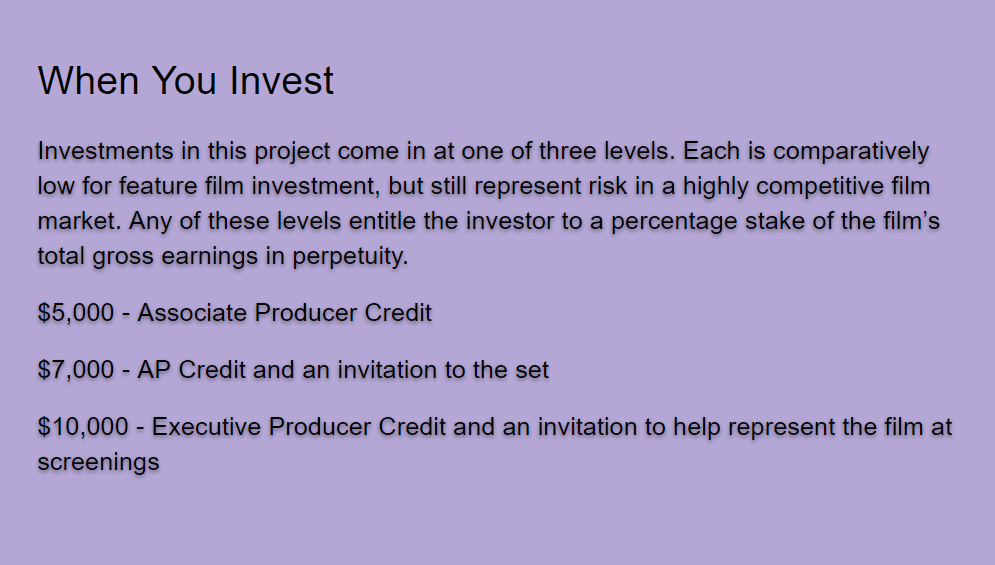 When You Invest
Investments in this project come in at one of three levels. Each is comparatively
low for feature film investment, but still represent risk in a highly competitive film
market. Any of these levels entitle the investor to a percentage stake of the film’s
total gross earnings in perpetuity.
$5,000 - Associate Producer Credit
$7,000 - AP Credit and an invitation to the set
$10,000 - Executive Producer Credit and an invitation to help represent the film at
screenings